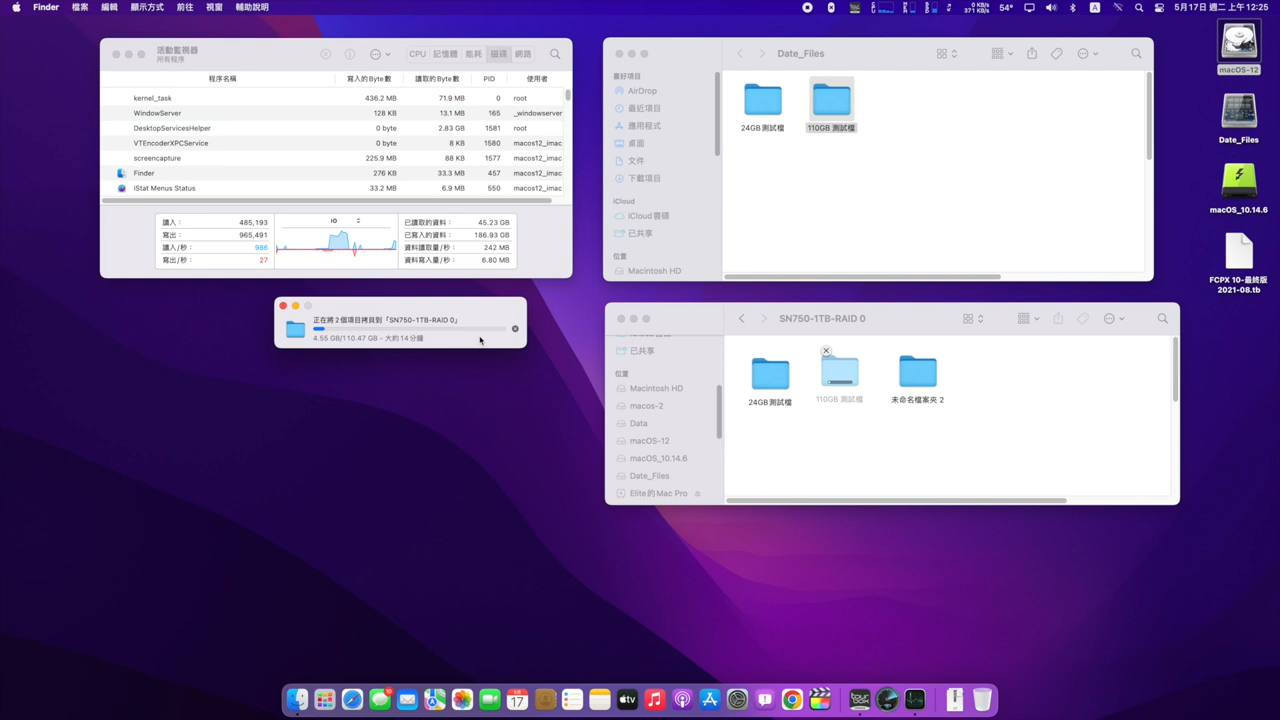 Finder 檔案 編輯 顯示方式 前往 視窗 輔助說明
0 KB/s
371 KB/s
54°
A
5月17日 週二 上午12:25
活動監視器
所有程序
CPU 記憶體 能耗 磁碟 網路
程序名稱 寫入的Byte數 讀取的Byte數 PID 使用者
kernel_task 436.2 MB 71.9 MB 0 root
WindowServer 128 KB 13.1 MB 165 _windowserver
DesktopServicesHelper 0 byte 2.83 GB 1581 root
VTEncoderXPCService 0 byte 8 KB 1580 macos12_imac
screencapture 225.9 MB 88 KB 1577 macos12_imac
Finder 276 KB 33.3 MB 457 macos12_imac
iStat Menus Status 33.2 MB 6.9 MB 550 macos12_imac
讀入: 485,193 IO 已讀取的資料: 45.23 GB
寫出: 965,491 已寫入的資料: 186.93 GB
讀入/秒: 986 資料讀取量/秒: 242 MB
寫出/秒: 27 資料寫入量/秒: 6.80 MB
正在將 2 個項目拷貝到「SN750-1TB-RAID 0」
4.55 GB/110.47 GB - 大約 14 分鐘
Date_Files
喜好項目
AirDrop
最近項目
應用程式
桌面
文件
下載項目
iCloud
iCloud雲碟
已共享
位置
Macintosh HD
24GB 測試檔
110GB 測試檔
SN750-1TB-RAID 0
已共享
位置
Macintosh HD
macos-2
Data
macOS-12
macOS_10.14.6
Date_Files
Elite的Mac Pro
24GB 測試檔
110GB 測試檔
未命名檔案夾 2
macOS-12
Date_Files
macOS_10.14.6
FCPX 10-最終版
2021-08.tb
17
tv